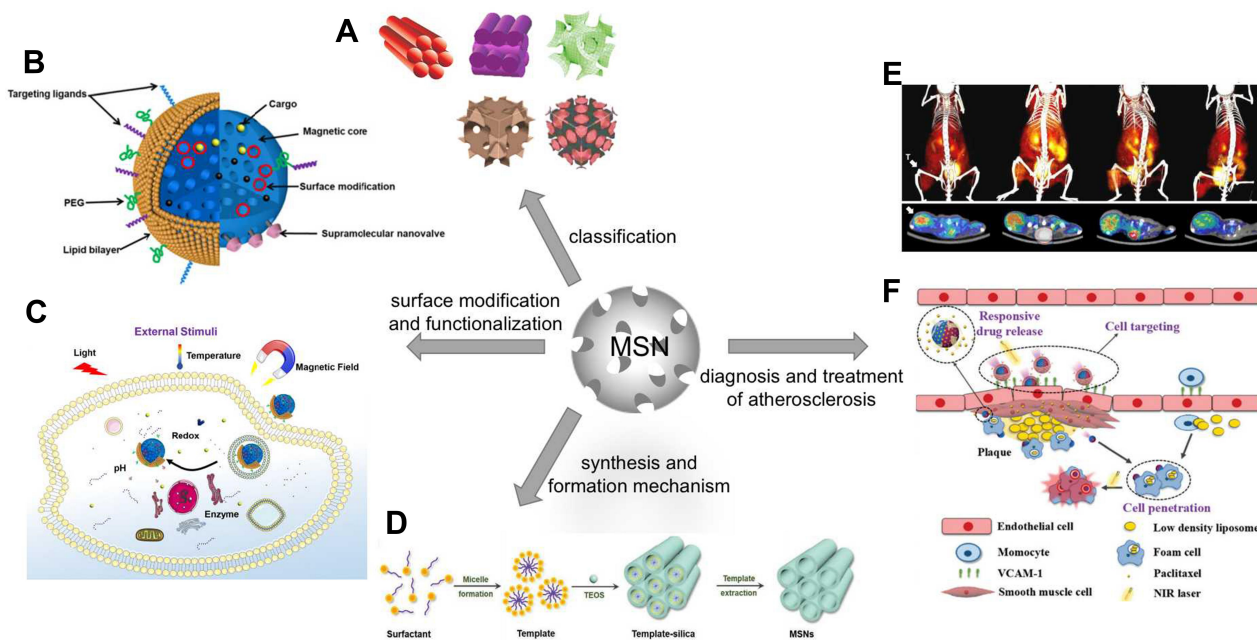 A
B
Targeting ligands
Cargo
Magnetic core
Surface modification
PEG
Supramolecular nanovalve
Lipid bilayer
classification
surface modification
and functionalization
MSN
diagnosis and treatment
of atherosclerosis
synthesis and
formation mechanism
C
External Stimuli
Light
Temperature
Magnetic Field
Redox
pH
Enzyme
D
Micelle
formation
TEOS
Template
extraction
Surfactant
Template
Template-silica
MSNs
E
T
F
Responsive
drug release
Cell targeting
Plaque
Cell penetration
Endothelial cell
Low density liposome
Momocyte
Foam cell
VCAM-1
Paclitaxel
Smooth muscle cell
NIR laser